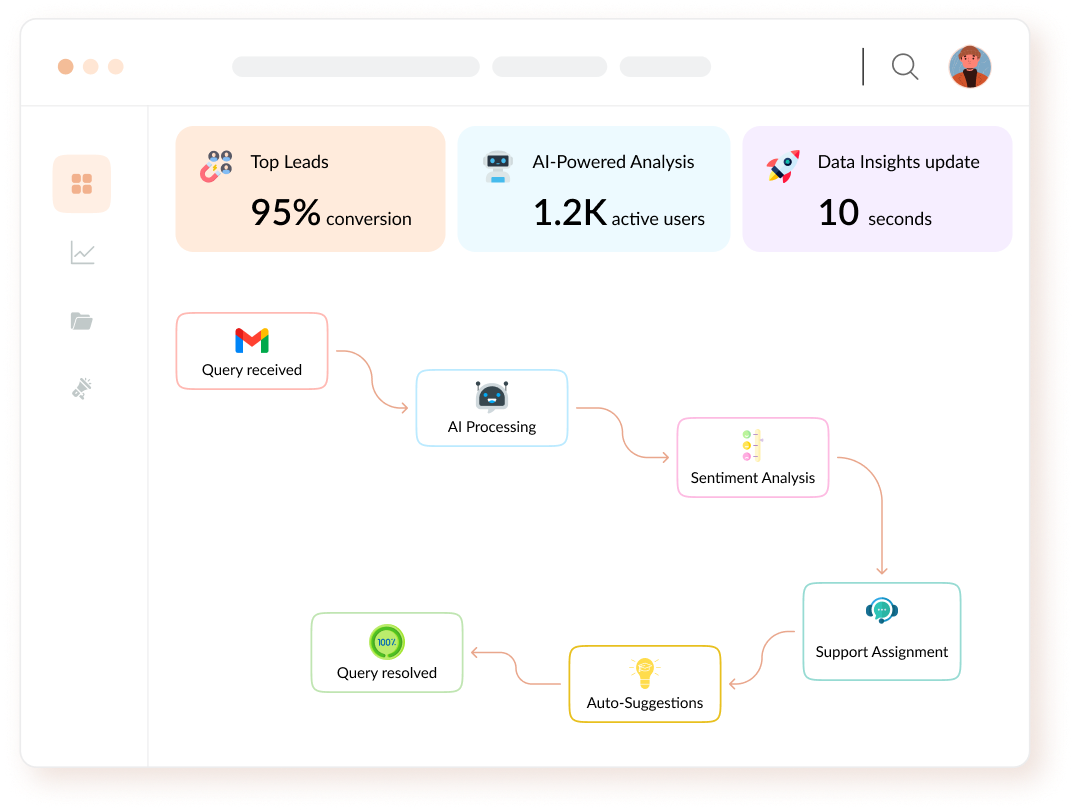 Top Leads
95% conversion
AI-Powered Analysis
1.2K active users
Data Insights update
10 seconds
Query received
AI Processing
Sentiment Analysis
Support Assignment
100%
Query resolved
Auto-Suggestions